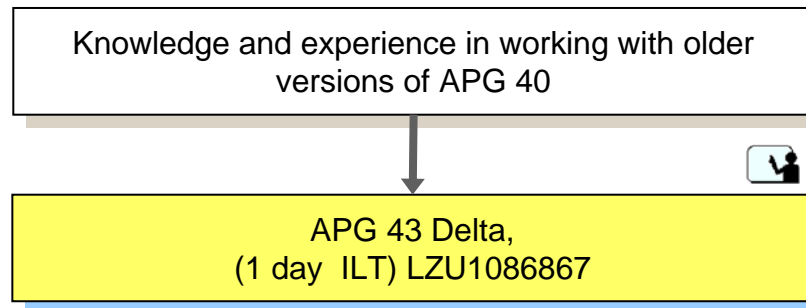 Knowledge and experience in working with older
versions of APG 40
APG 43 Delta,
(1 day  ILT) LZU1086867